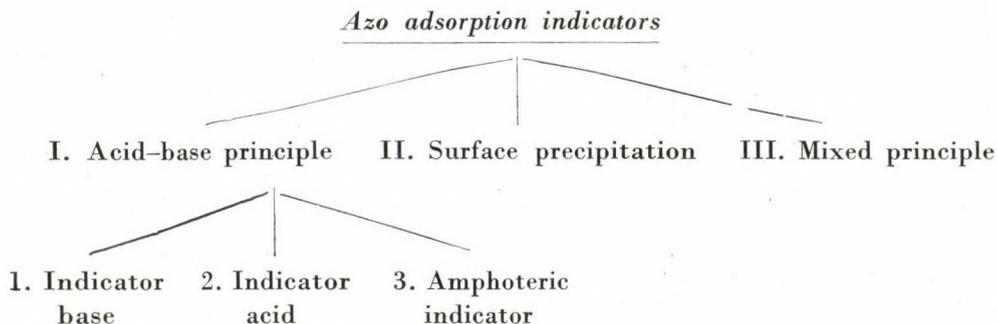 Azo adsorption indicators
I. Acid–base principle II. Surface precipitation III. Mixed principle
1. Indicator base 2. Indicator acid 3. Amphoteric indicator